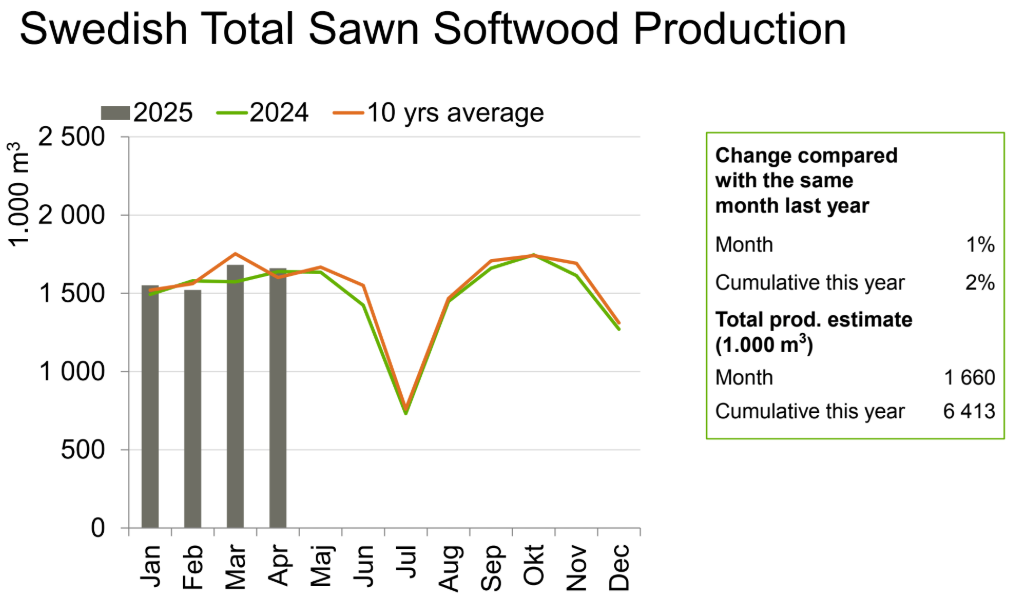 Swedish Total Sawn Softwood Production
2025 2024 10 yrs average
1.000 m³
2 500
2 000
1 500
1 000
500
0
Jan Feb Mar Apr Maj Jun Jul Aug Sep Okt Nov Dec
Change compared
with the same
month last year
Month 1%
Cumulative this year 2%
Total prod. estimate
(1.000 m³)
Month 1 660
Cumulative this year 6 413